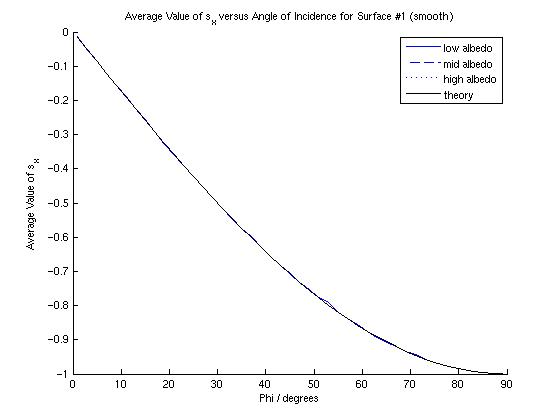 Average Value of s_x versus Angle of Incidence for Surface #1 (smooth)
low albedo
mid albedo
high albedo
theory
Average Value of s_x
0
−0.1
−0.2
−0.3
−0.4
−0.5
−0.6
−0.7
−0.8
−0.9
−1
0 10 20 30 40 50 60 70 80 90
Phi / degrees